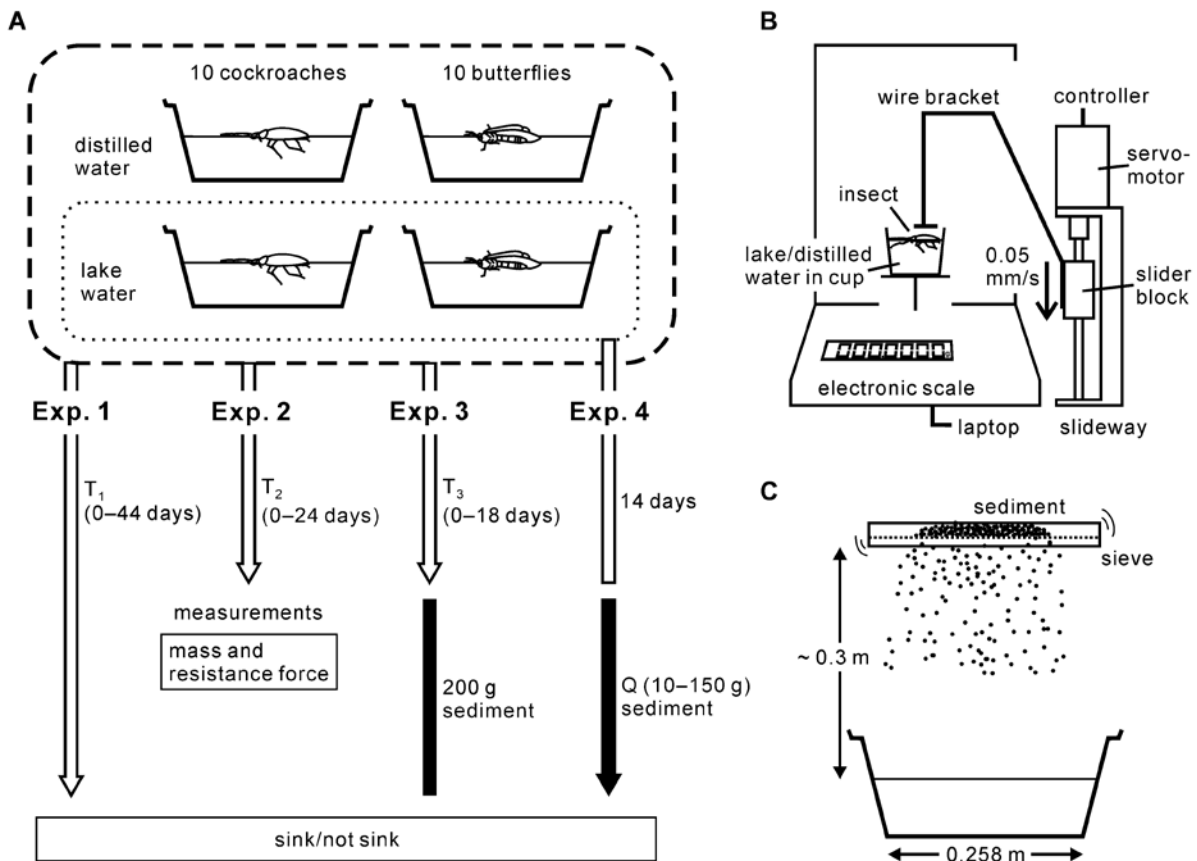 A
10 cockroaches
10 butterflies
distilled
water
lake
water
Exp. 1
Exp. 2
Exp. 3
Exp. 4
T₁
(0–44 days)
T₂
(0–24 days)
T₃
(0–18 days)
14 days
measurements
mass and
resistance force
200 g
sediment
Q (10–150 g)
sediment
sink/not sink
B
wire bracket
controller
servo-
motor
insect
lake/distilled
water in cup
0.05
mm/s
slider
block
0000000g
electronic scale
laptop
slideway
C
sediment
sieve
~ 0.3 m
0.258 m